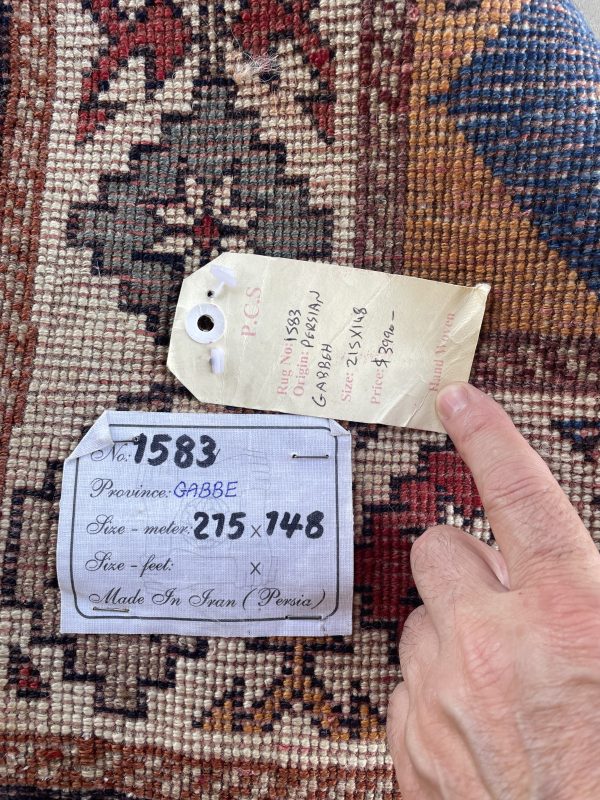 P.C.S
Rug No: 1583
Origin: PERSIAN
GABBEH
Size: 215X148
Price: $3990-
Hand Woven
No: 1583
Province: GABBE
Size - meter: 215 x 148
Size - feet: x
Made In Iran (Persia)